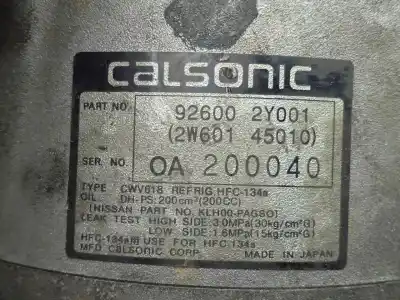 CALSONIC
PART NO. 92600 2Y001
(2W601 45010)
SER NO. OA 200040
TYPE CWV618 REFRIG.HFC-134a
OIL DH-PS:200cm³(200CC)
(NISSAN PART NO. KLH00-PAGS0)
LEAK TEST HIGH SIDE:3.0MPa(30kg/cm²G)
LOW SIDE:1.6MPa(15kg/cm²G)
HFC-134a※ USE FOR HFC-134a
MFD CALSONIC CORP. MADE IN JAPAN